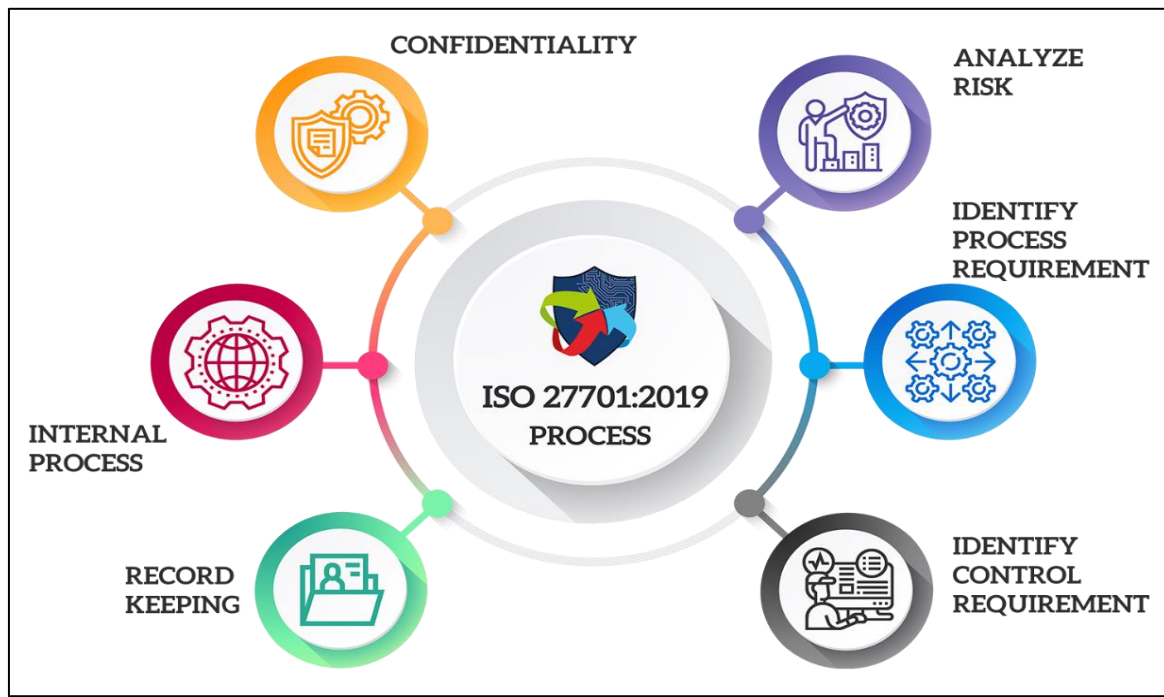 CONFIDENTIALITY
ANALYZE
RISK
IDENTIFY
PROCESS
REQUIREMENT
ISO 27701:2019
PROCESS
INTERNAL
PROCESS
RECORD
KEEPING
IDENTIFY
CONTROL
REQUIREMENT